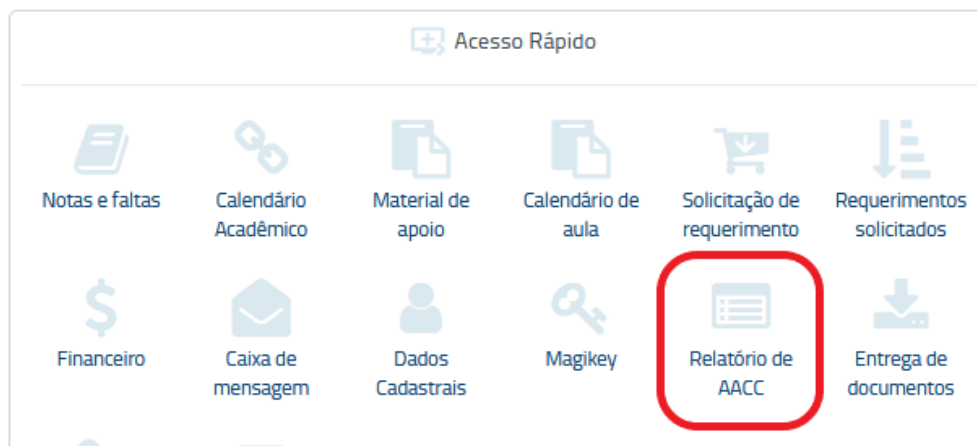 Acesso Rápido
Notas e faltas
Calendário
Acadêmico
Material de
apoio
Calendário de
aula
Solicitação de
requerimento
Requerimentos
solicitados
Financeiro
Caixa de
mensagem
Dados
Cadastrais
Magikey
Relatório de
AACC
Entrega de
documentos